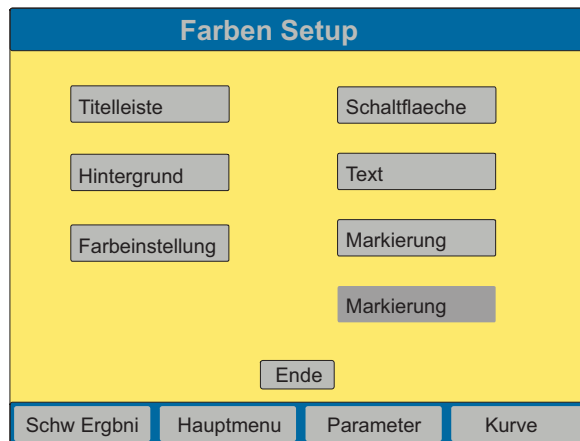 Farben Setup
Titelleiste
Schaltflaeche
Hintergrund
Text
Farbeinstellung
Markierung
Markierung
Ende
Schw Ergbni
Hauptmenu
Parameter
Kurve